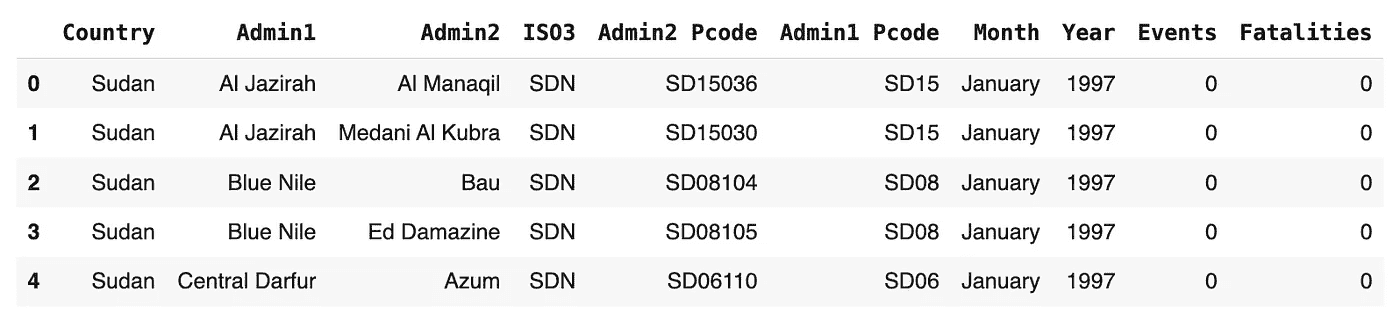 Country Admin1 Admin2 ISO3 Admin2 Pcode Admin1 Pcode Month Year Events Fatalities
0 Sudan Al Jazirah Al Manaqil SDN SD15036 SD15 January 1997 0 0
1 Sudan Al Jazirah Medani Al Kubra SDN SD15030 SD15 January 1997 0 0
2 Sudan Blue Nile Bau SDN SD08104 SD08 January 1997 0 0
3 Sudan Blue Nile Ed Damazine SDN SD08105 SD08 January 1997 0 0
4 Sudan Central Darfur Azum SDN SD06110 SD06 January 1997 0 0